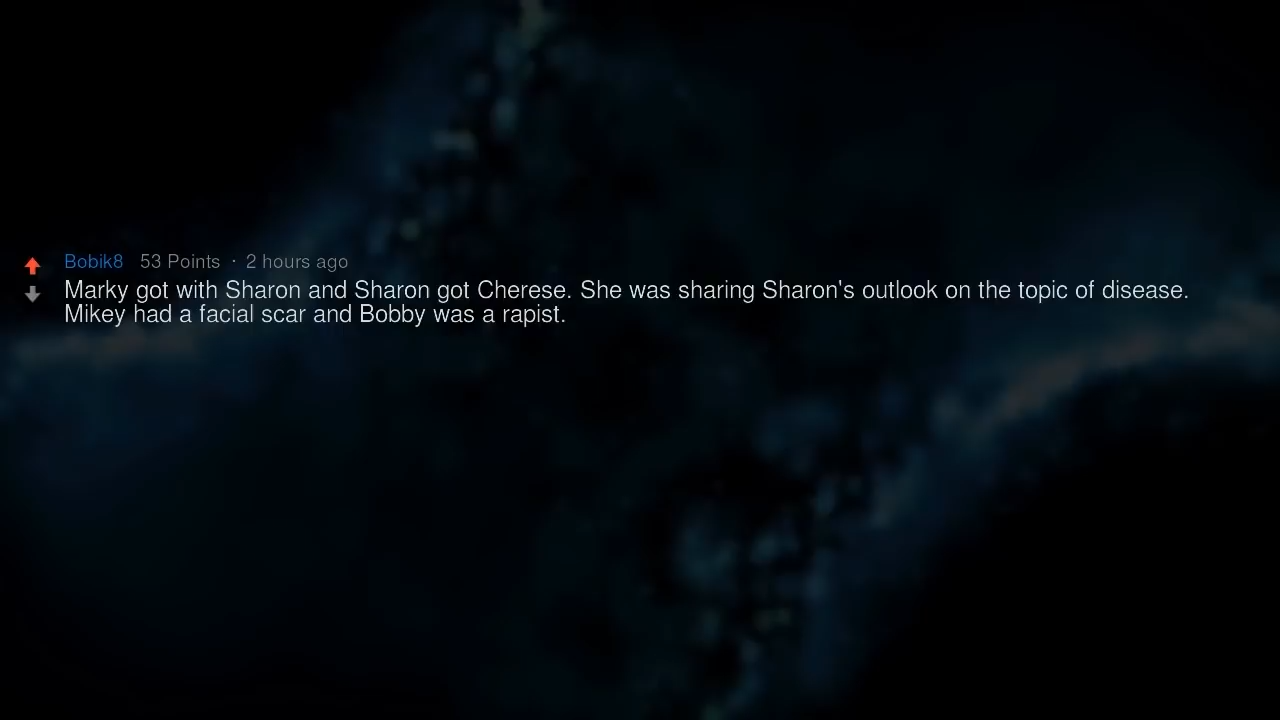 Bobik8 53 Points · 2 hours ago
Marky got with Sharon and Sharon got Cherese. She was sharing Sharon's outlook on the topic of disease.
Mikey had a facial scar and Bobby was a rapist.